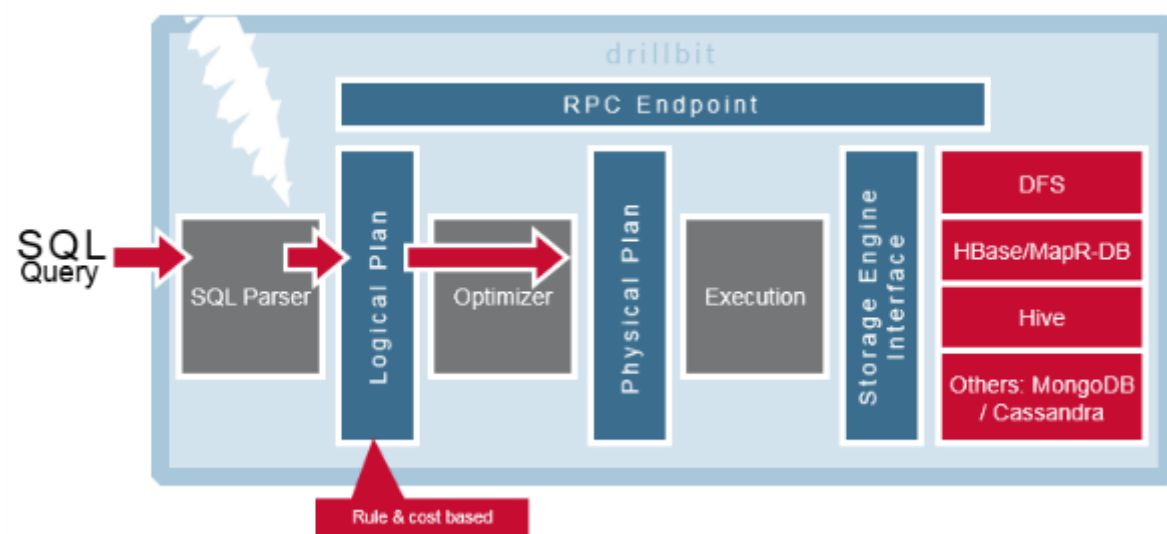 drillbit
RPC Endpoint
SQL
Query
SQL Parser
Logical Plan
Optimizer
Physical Plan
Execution
Storage Engine
Interface
DFS
HBase/MapR-DB
Hive
Others: MongoDB
/ Cassandra
Rule & cost based